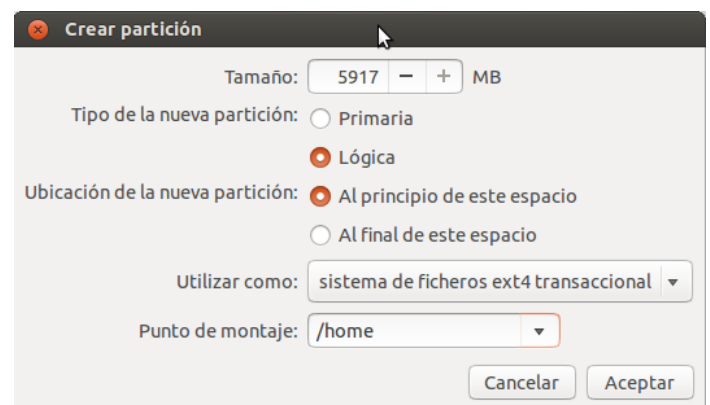 Crear partición
Tamaño: 5917 − + MB
Tipo de la nueva partición: Primaria
Lógica
Ubicación de la nueva partición: Al principio de este espacio
Al final de este espacio
Utilizar como: sistema de ficheros ext4 transaccional
Punto de montaje: /home
Cancelar Aceptar